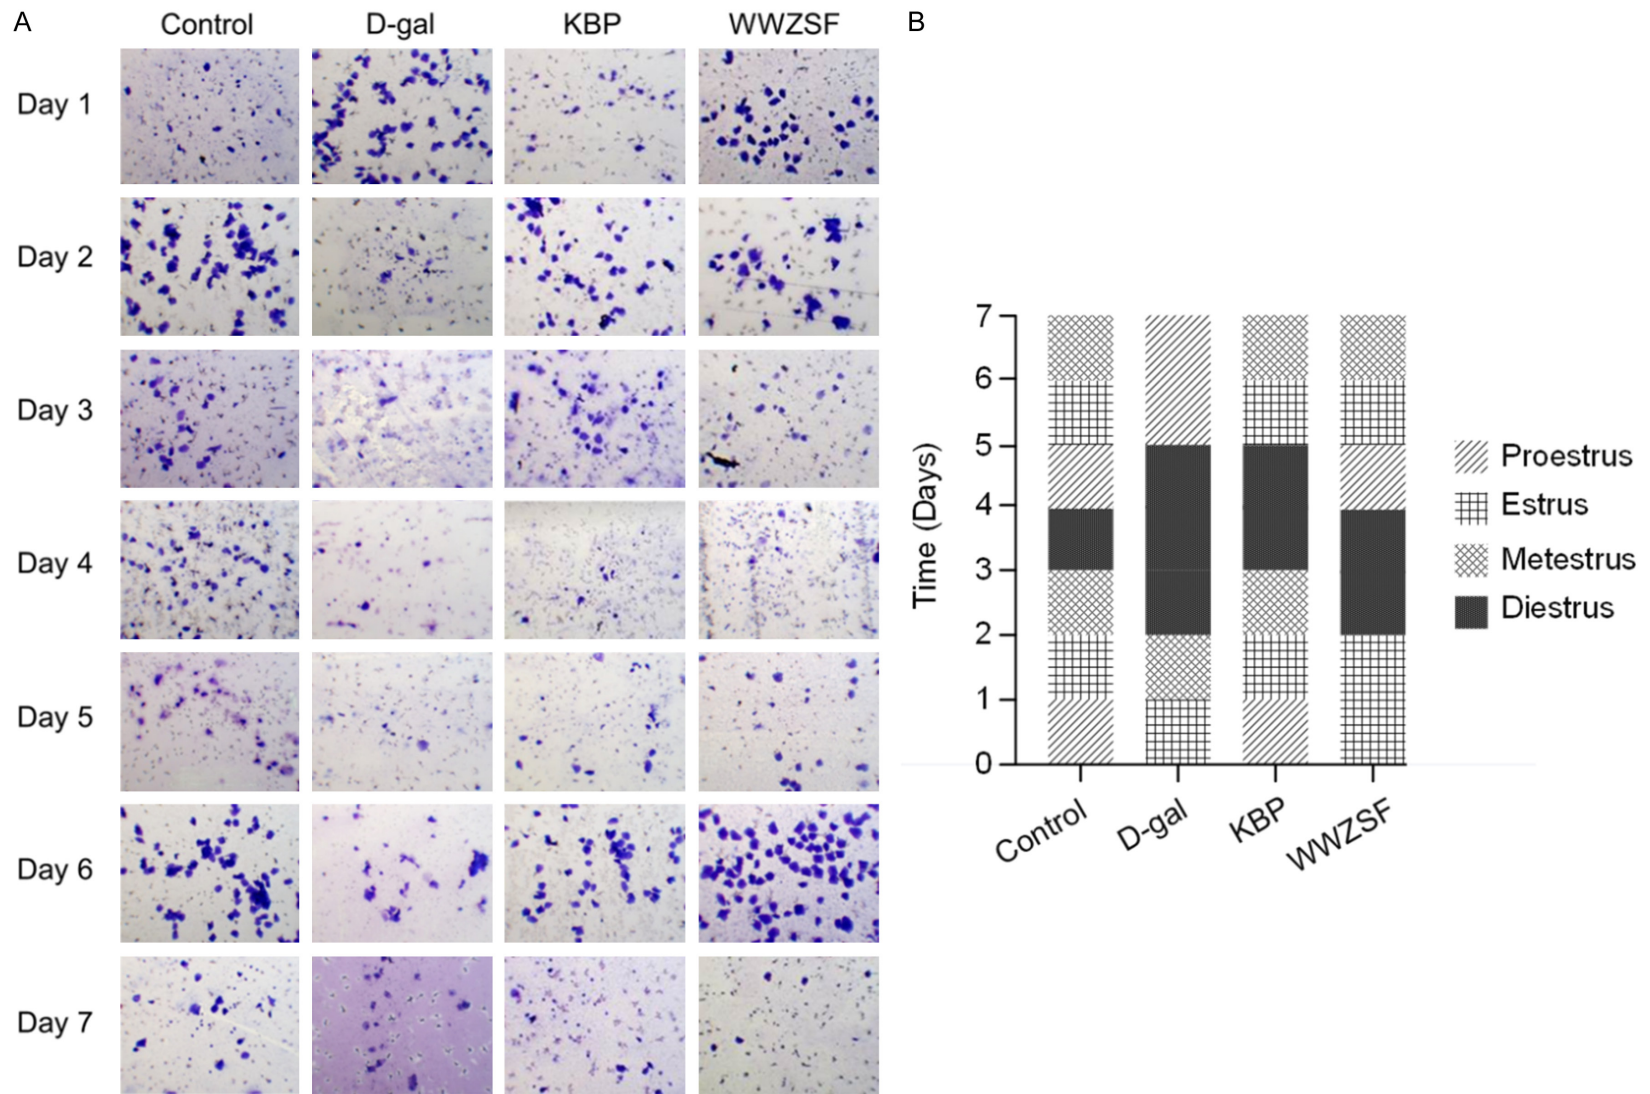 A
B
Control D-gal KBP WWZSF
Day 1
Day 2
Day 3
Day 4
Day 5
Day 6
Day 7
Time (Days)
7
6
5
4
3
2
1
0
Control D-gal KBP WWZSF
Proestrus
Estrus
Metestrus
Diestrus